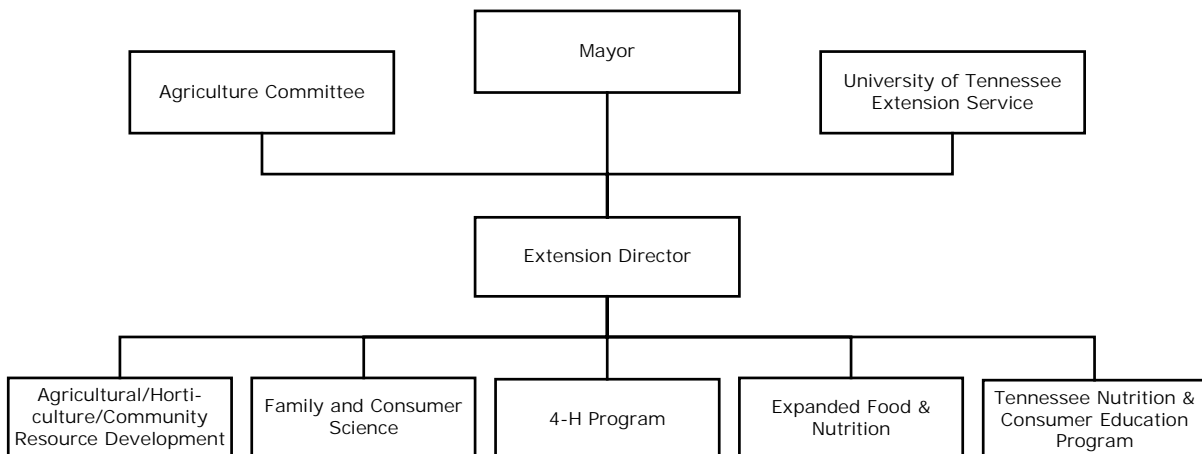 Mayor
Agriculture Committee
University of Tennessee
Extension Service
Extension Director
Agricultural/Horti-
culture/Community
Resource Development
Family and Consumer
Science
4-H Program
Expanded Food &
Nutrition
Tennessee Nutrition &
Consumer Education
Program